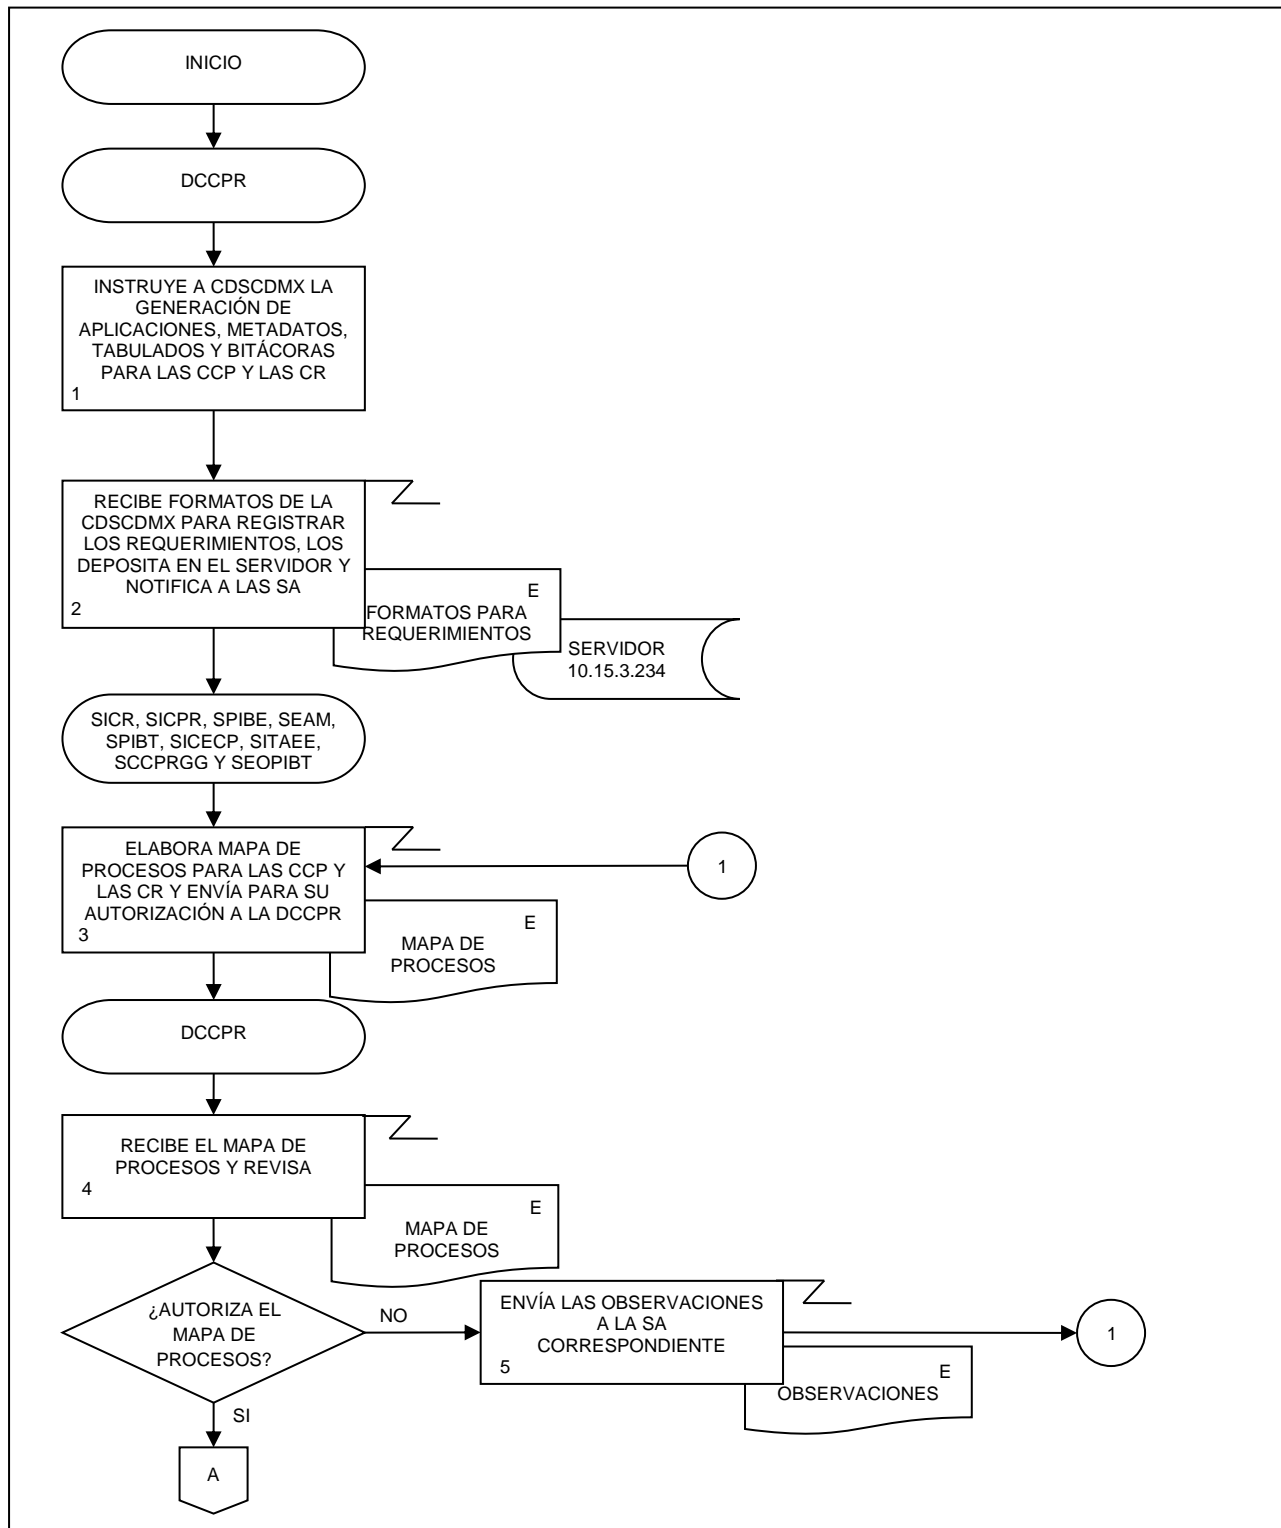 INICIO
DCCPR
INSTRUYE A CDSCDMX LA
GENERACIÓN DE
APLICACIONES, METADATOS,
TABULADOS Y BITÁCORAS
PARA LAS CCP Y LAS CR
1
RECIBE FORMATOS DE LA
CDSCDMX PARA REGISTRAR
LOS REQUERIMIENTOS, LOS
DEPOSITA EN EL SERVIDOR Y
NOTIFICA A LAS SA
2
E
FORMATOS PARA
REQUERIMIENTOS
SERVIDOR
10.15.3.234
SICR, SICPR, SPIBE, SEAM,
SPIBT, SICECP, SITAEE,
SCCPRGG Y SEOPIBT
ELABORA MAPA DE
PROCESOS PARA LAS CCP Y
LAS CR Y ENVÍA PARA SU
AUTORIZACIÓN A LA DCCPR
3
1
E
MAPA DE
PROCESOS
DCCPR
RECIBE EL MAPA DE
PROCESOS Y REVISA
4
E
MAPA DE
PROCESOS
¿AUTORIZA EL
MAPA DE
PROCESOS?
NO
ENVÍA LAS OBSERVACIONES
A LA SA
CORRESPONDIENTE
5
1
E
OBSERVACIONES
SI
A